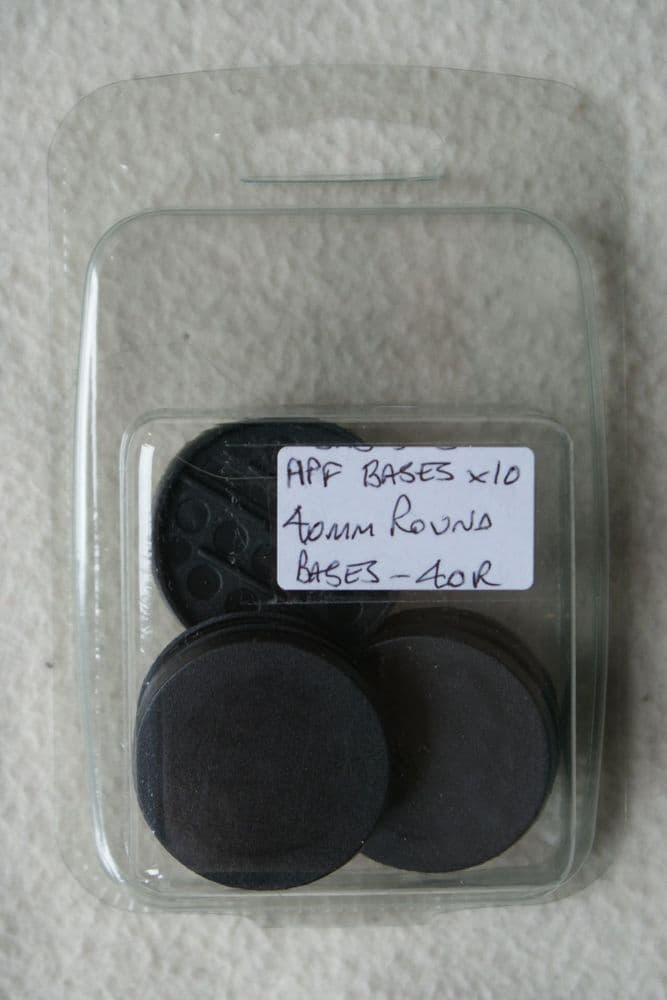 APF BASES x10
40MM ROUND
BASES - 40R